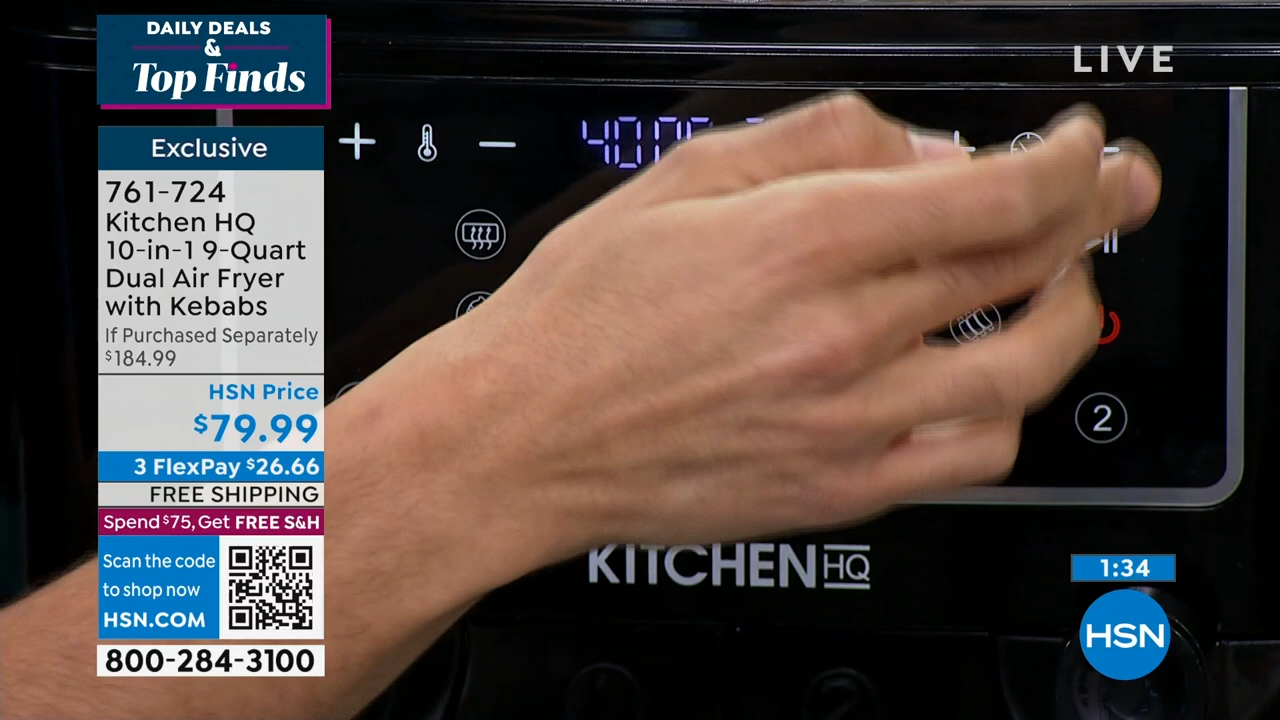 DAILY DEALS
&
Top Finds
LIVE
Exclusive
761-724
Kitchen HQ
10-in-1 9-Quart
Dual Air Fryer
with Kebabs
If Purchased Separately
$184.99
HSN Price
$79.99
3 FlexPay $26.66
FREE SHIPPING
Spend $75, Get FREE S&H
Scan the code
to shop now
HSN.COM
800-284-3100
2
KITCHEN HQ
1:34
HSN